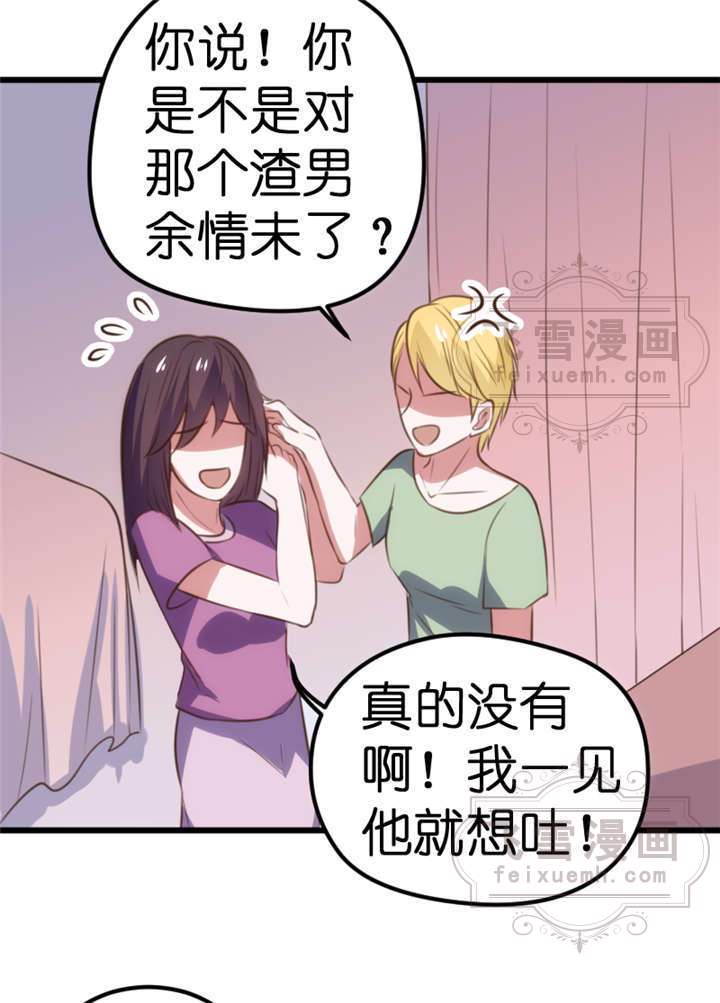 你说！你
是不是对
那个渣男
余情未了？
飞雪漫画
feixuemh.com
真的没有
啊！我一见
他就想吐！
飞雪漫画
feixuemh.com